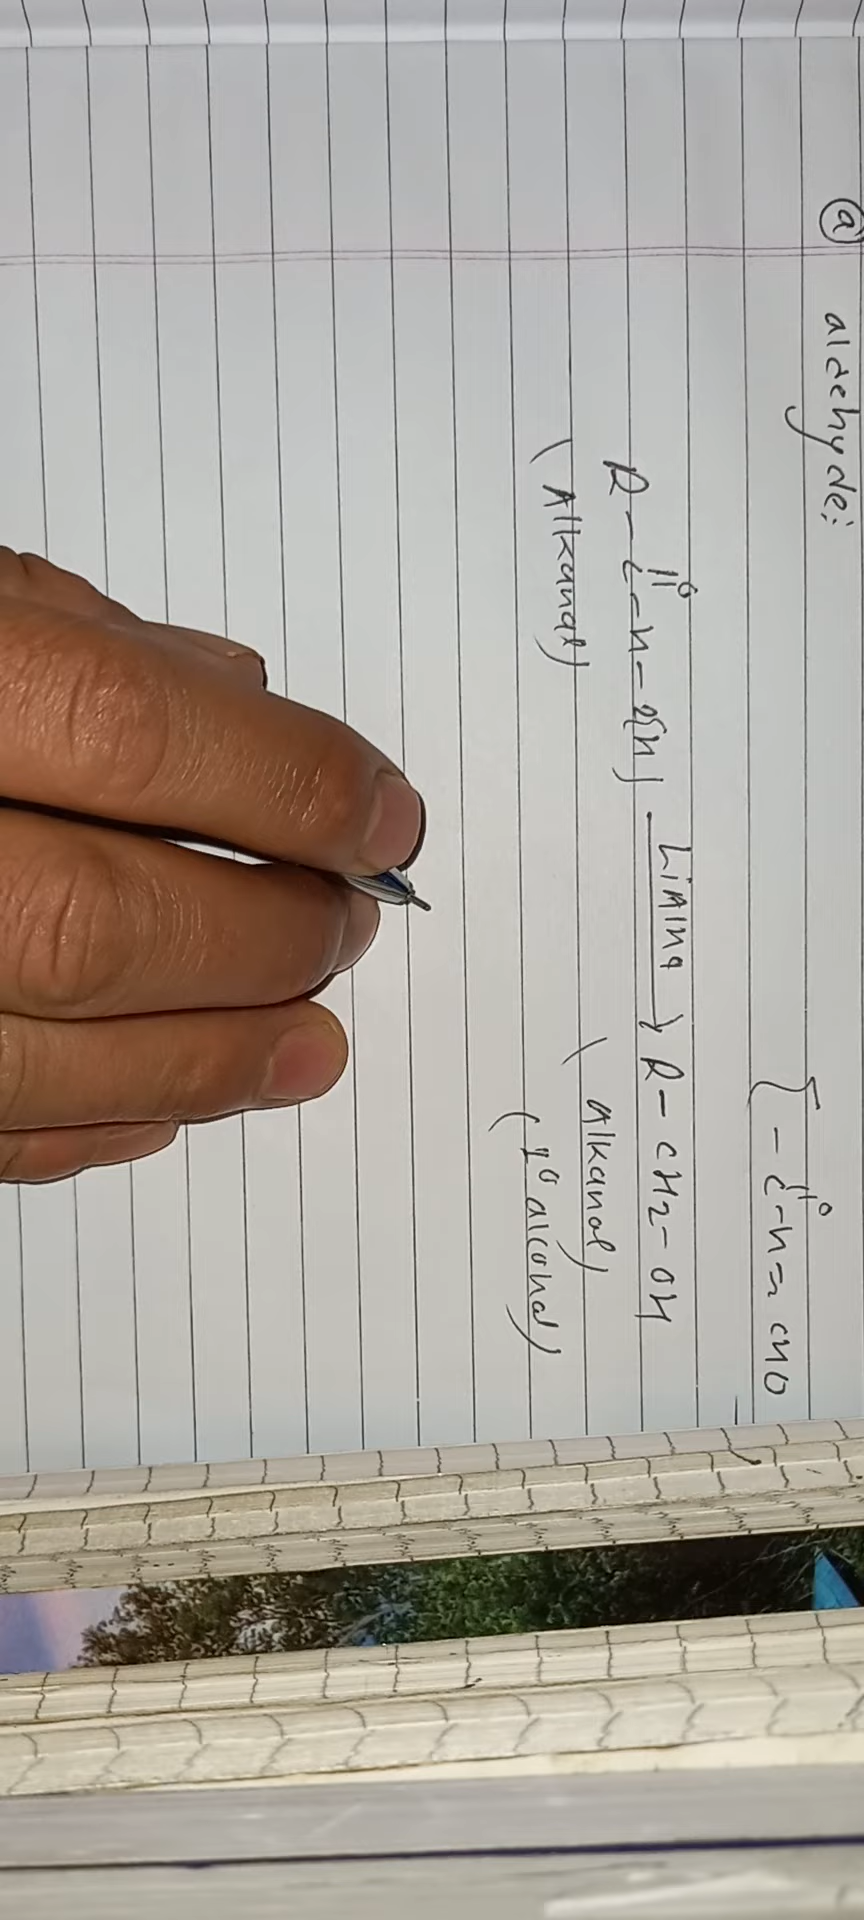 ⓐ aldehyde: [-C-H = CHO
O
||
O
||
R-C-H-2[H] LiAlH4→ R-CH2-OH
(Alkanal) (alkanol)
(1° alcohol)